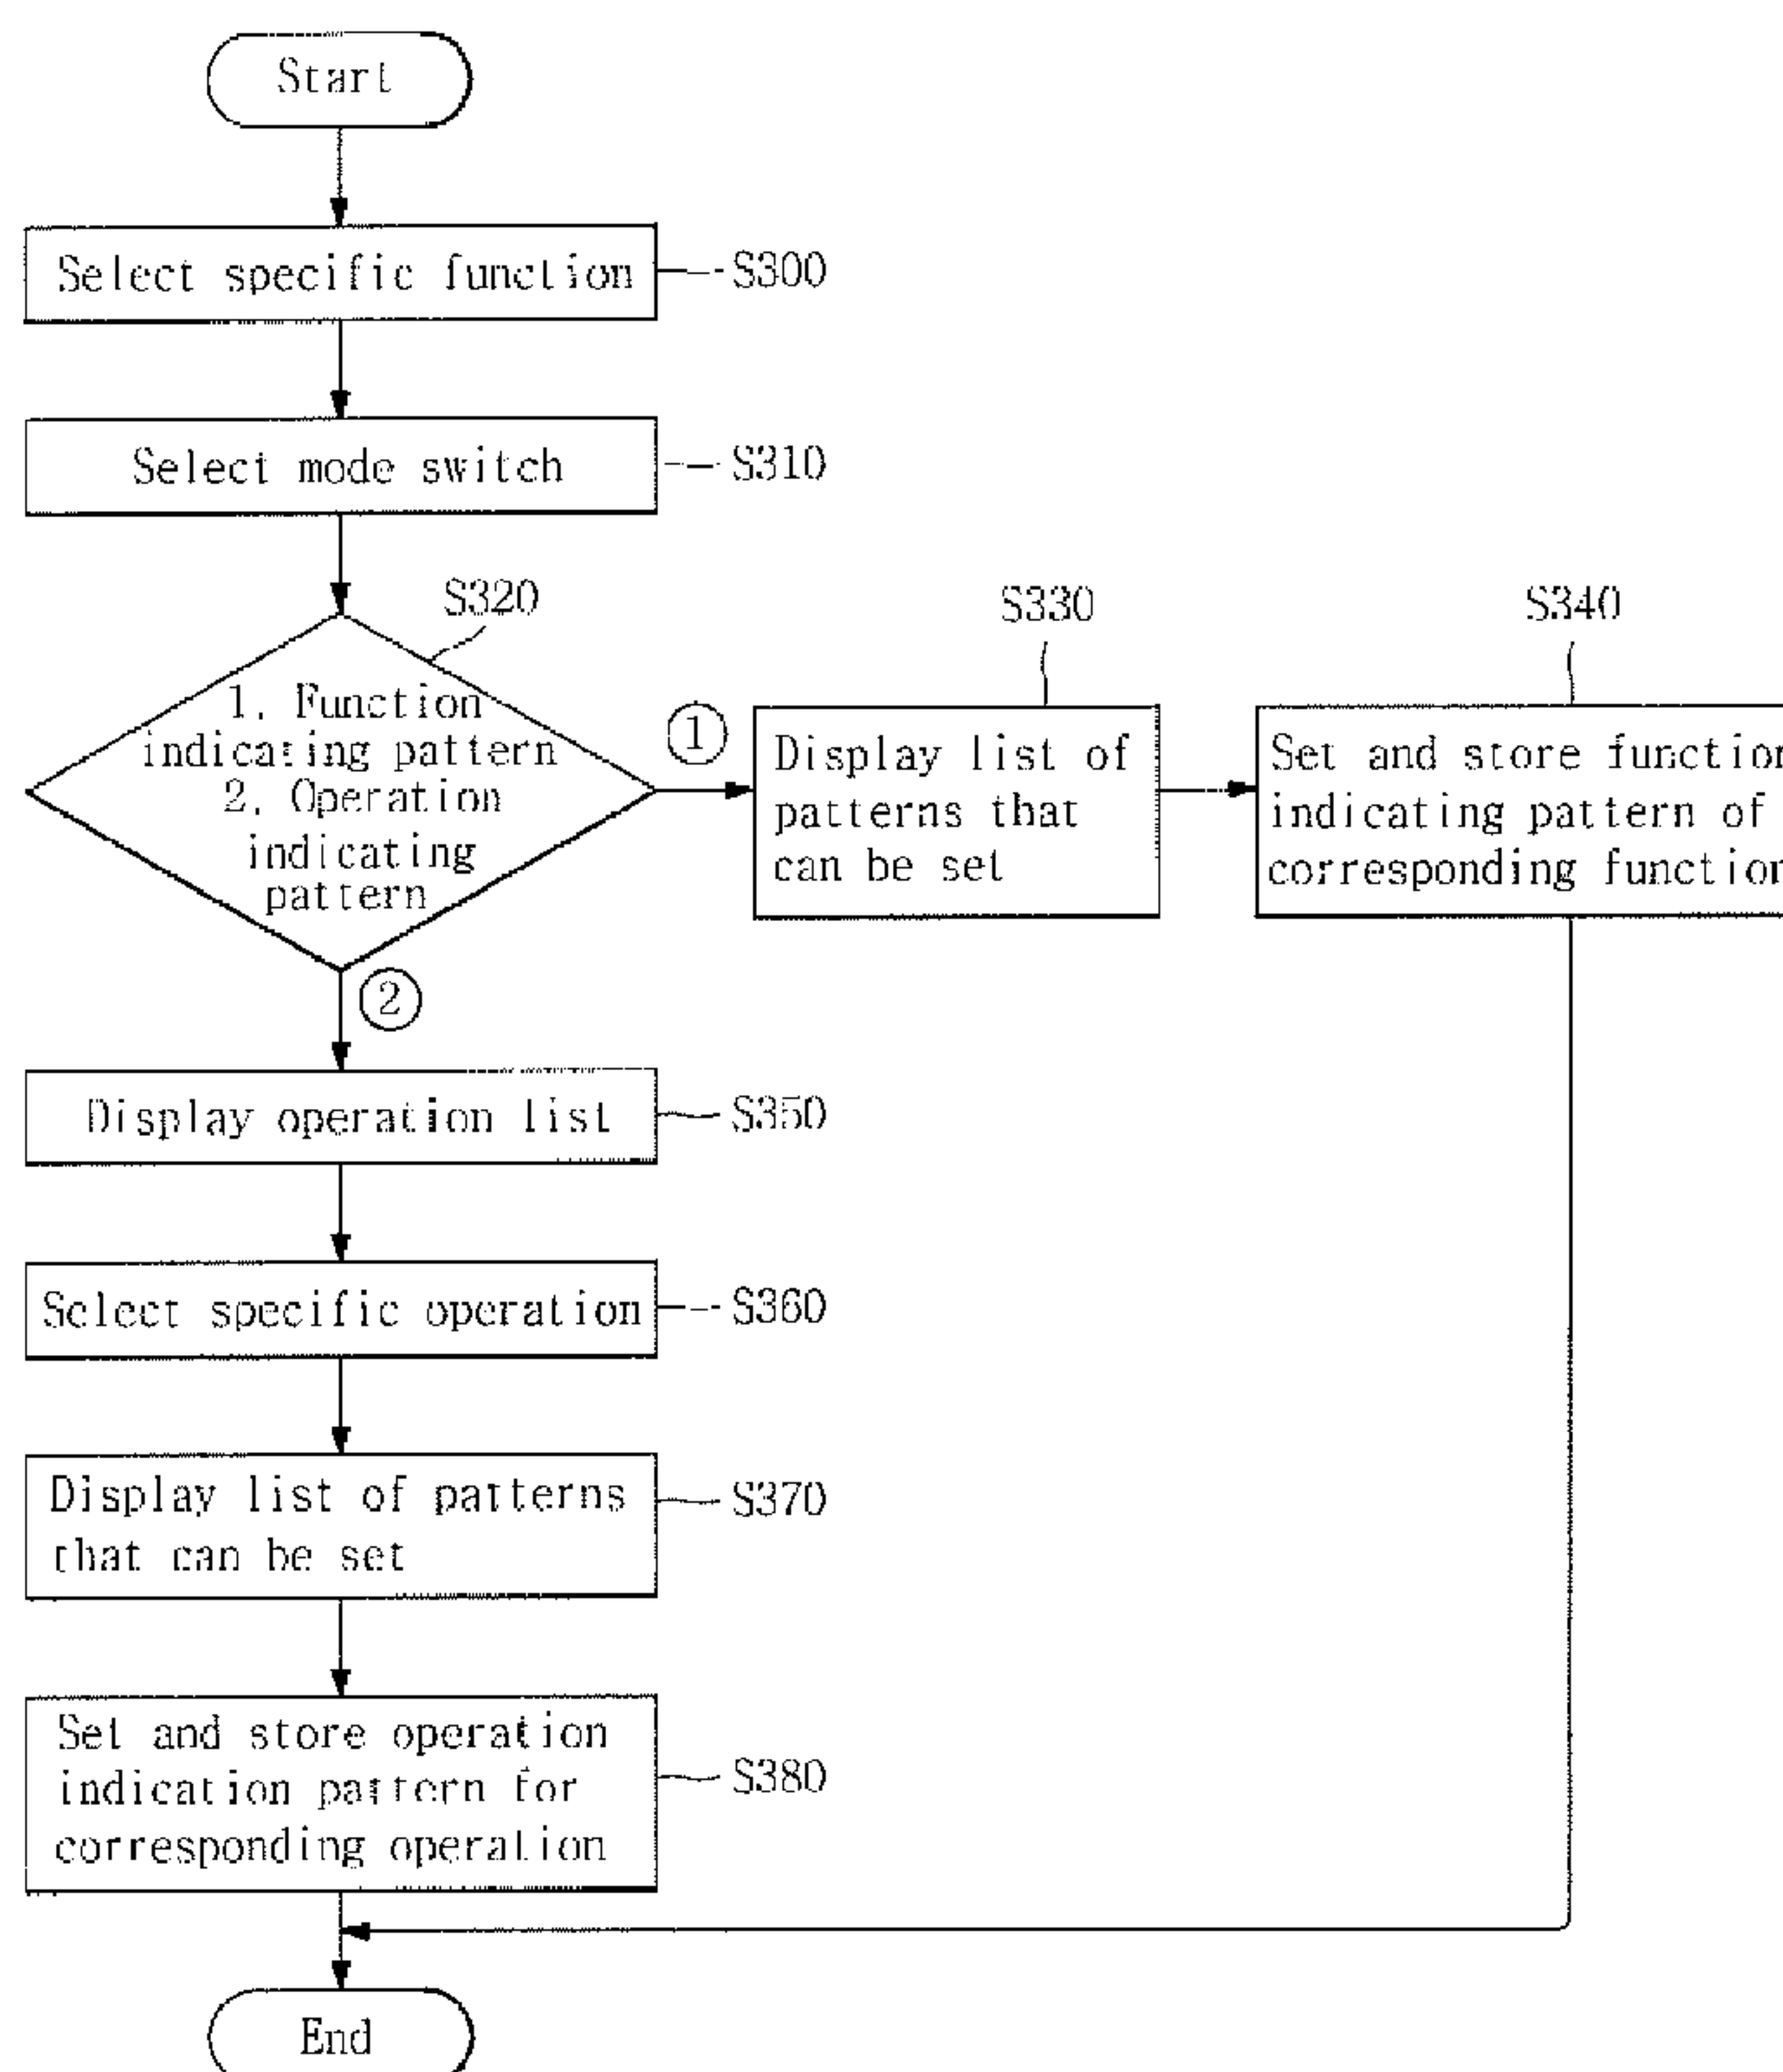 Start
Select specific function
S300
Select mode switch
S310
S320
1. Function
indicating pattern
2. Operation
indicating
pattern
①
S330
Display list of
patterns that
can be set
S340
Set and store function
indicating pattern of
corresponding function
②
Display operation list
S350
Select specific operation
S360
Display list of patterns
that can be set
S370
Set and store operation
indication pattern for
corresponding operation
S380
End